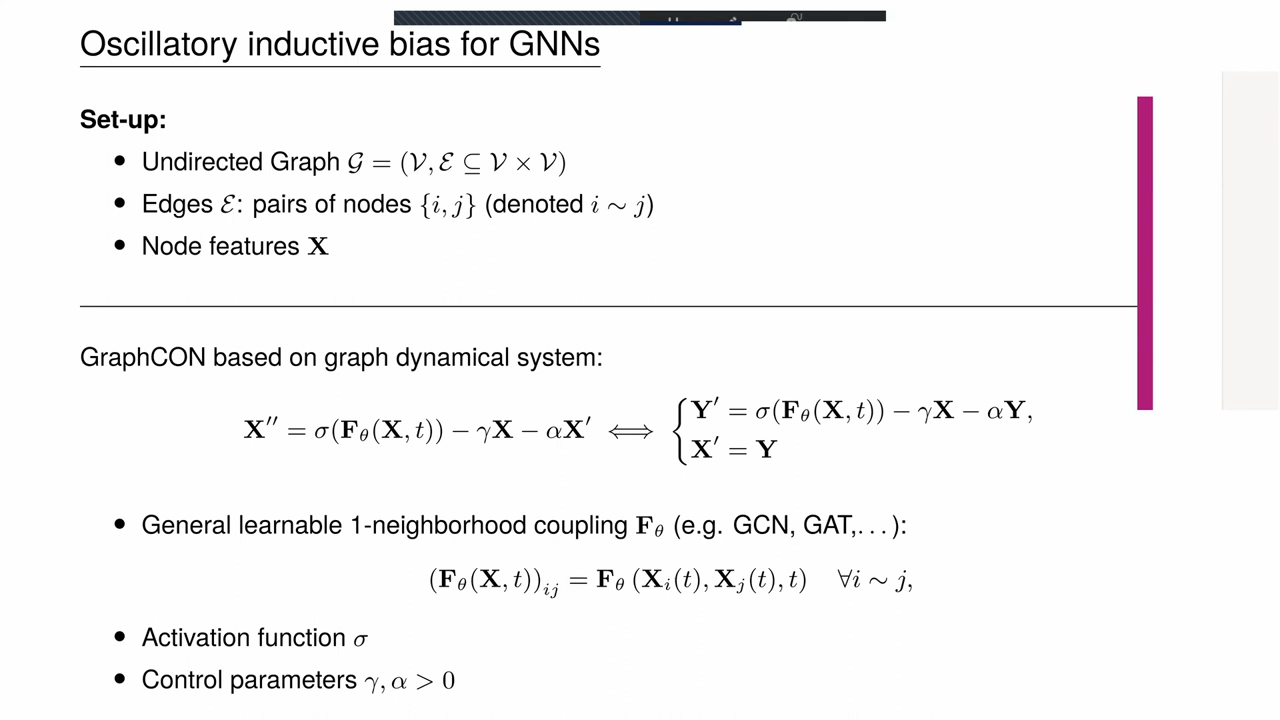 Oscillatory inductive bias for GNNs
Set-up:
• Undirected Graph 𝒢 = (𝒱, ℰ ⊆ 𝒱 × 𝒱)
• Edges ℰ: pairs of nodes {i, j} (denoted i ∼ j)
• Node features X
GraphCON based on graph dynamical system:
X′′ = σ(F_θ(X, t)) − γX − αX′ ⟺ { Y′ = σ(F_θ(X, t)) − γX − αY,
X′ = Y
• General learnable 1-neighborhood coupling F_θ (e.g. GCN, GAT,…):
(F_θ(X, t))_ij = F_θ (X_i(t), X_j(t), t) ∀i ∼ j,
• Activation function σ
• Control parameters γ, α > 0